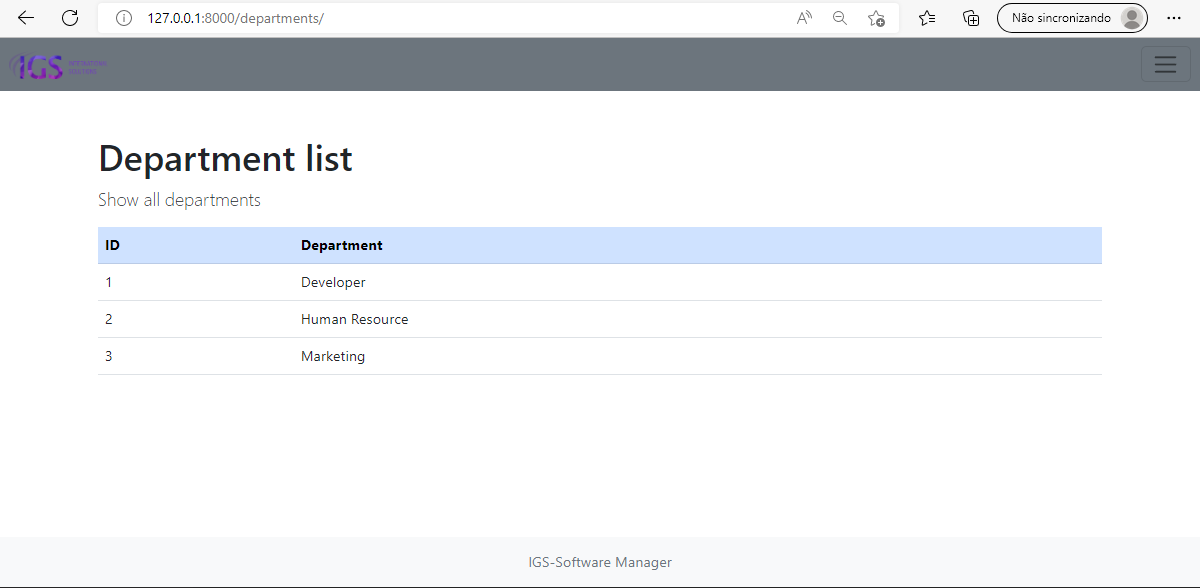 127.0.0.1:8000/departments/
Não sincronizando
IGS
Department list
Show all departments
ID Department
1 Developer
2 Human Resource
3 Marketing
IGS-Software Manager